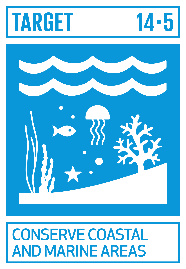 TARGET 14·5
CONSERVE COASTAL
AND MARINE AREAS